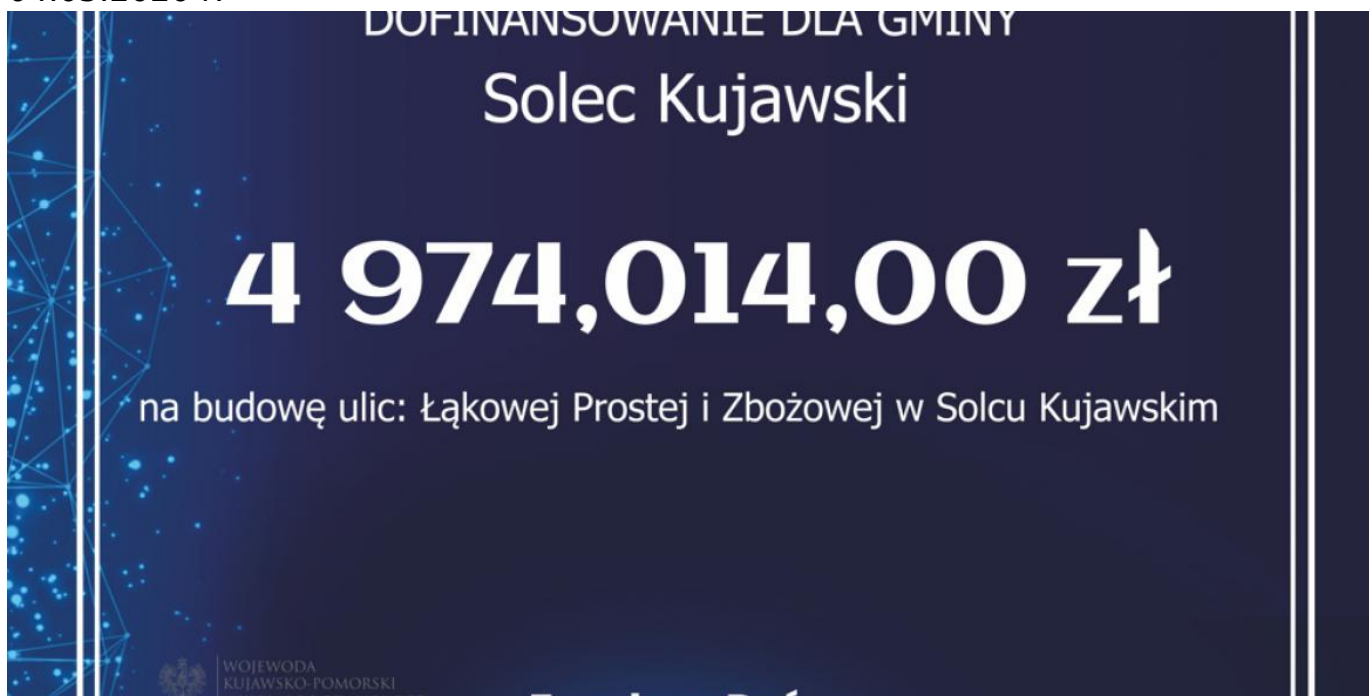 DOFINANSOWANIE DLA GMINY
Solec Kujawski
4 974,014,00 zł
na budowę ulic: Łąkowej Prostej i Zbożowej w Solcu Kujawskim
WOJEWODA
KUJAWSKO-POMORSKI